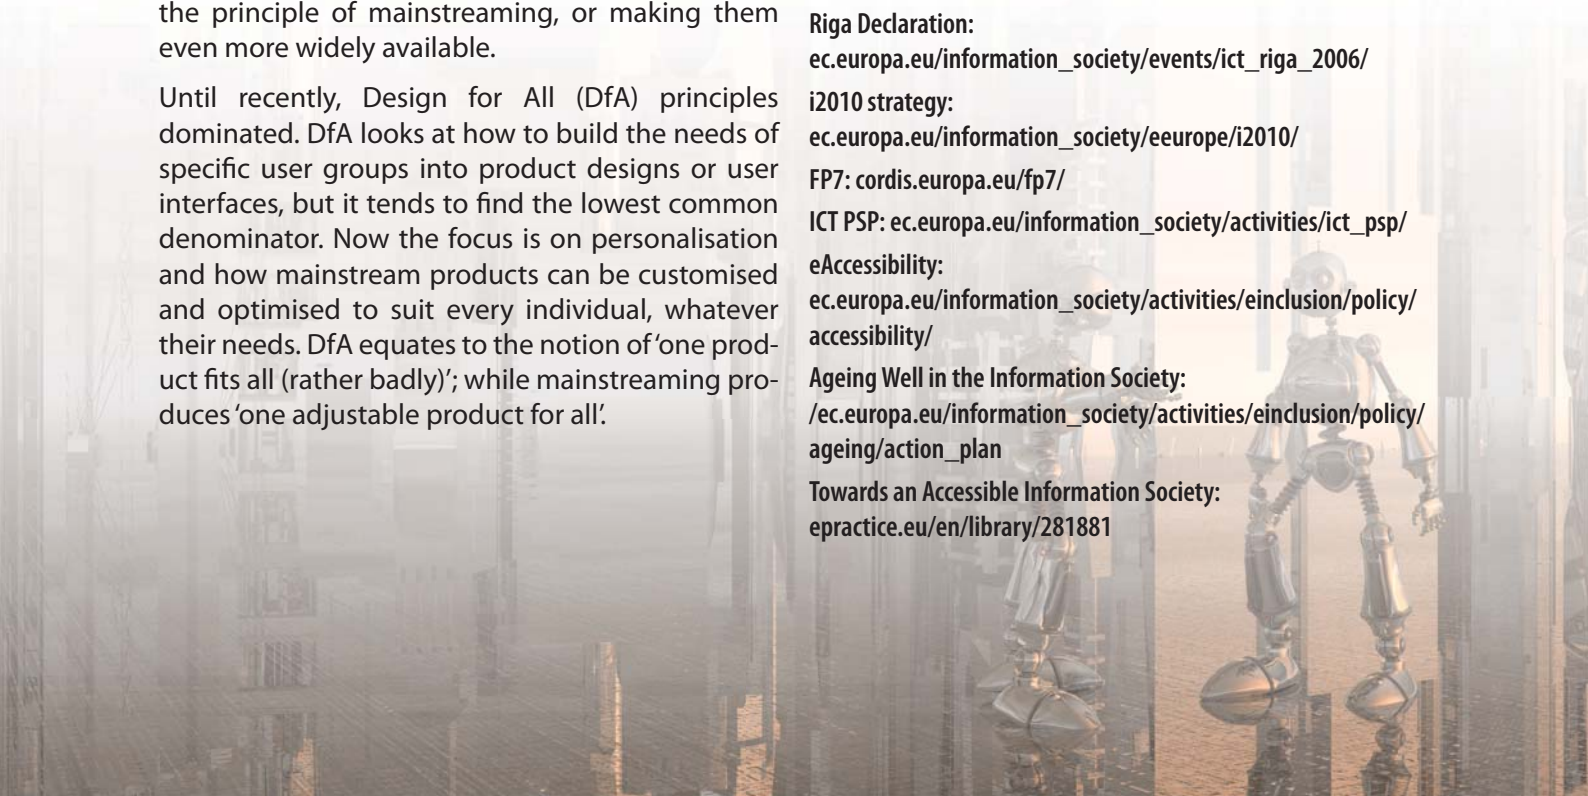 the principle of mainstreaming, or making them
even more widely available.
Until recently, Design for All (DfA) principles
dominated. DfA looks at how to build the needs of
specific user groups into product designs or user
interfaces, but it tends to find the lowest common
denominator. Now the focus is on personalisation
and how mainstream products can be customised
and optimised to suit every individual, whatever
their needs. DfA equates to the notion of 'one prod-
uct fits all (rather badly)'; while mainstreaming pro-
duces 'one adjustable product for all'.
Riga Declaration:
ec.europa.eu/information_society/events/ict_riga_2006/
i2010 strategy:
ec.europa.eu/information_society/eeurope/i2010/
FP7: cordis.europa.eu/fp7/
ICT PSP: ec.europa.eu/information_society/activities/ict_psp/
eAccessibility:
ec.europa.eu/information_society/activities/einclusion/policy/
accessibility/
Ageing Well in the Information Society:
/ec.europa.eu/information_society/activities/einclusion/policy/
ageing/action_plan
Towards an Accessible Information Society:
epractice.eu/en/library/281881